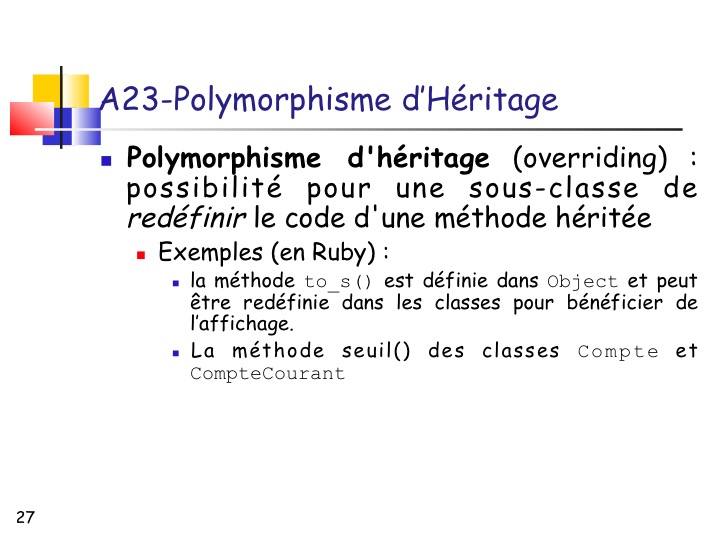 A23-Polymorphisme d’Héritage
Polymorphisme d'héritage (overriding) :
possibilité pour une sous-classe de
redéfinir le code d'une méthode héritée
Exemples (en Ruby) :
la méthode to_s() est définie dans Object et peut
être redéfinie dans les classes pour bénéficier de
l’affichage.
La méthode seuil() des classes Compte et
CompteCourant
27